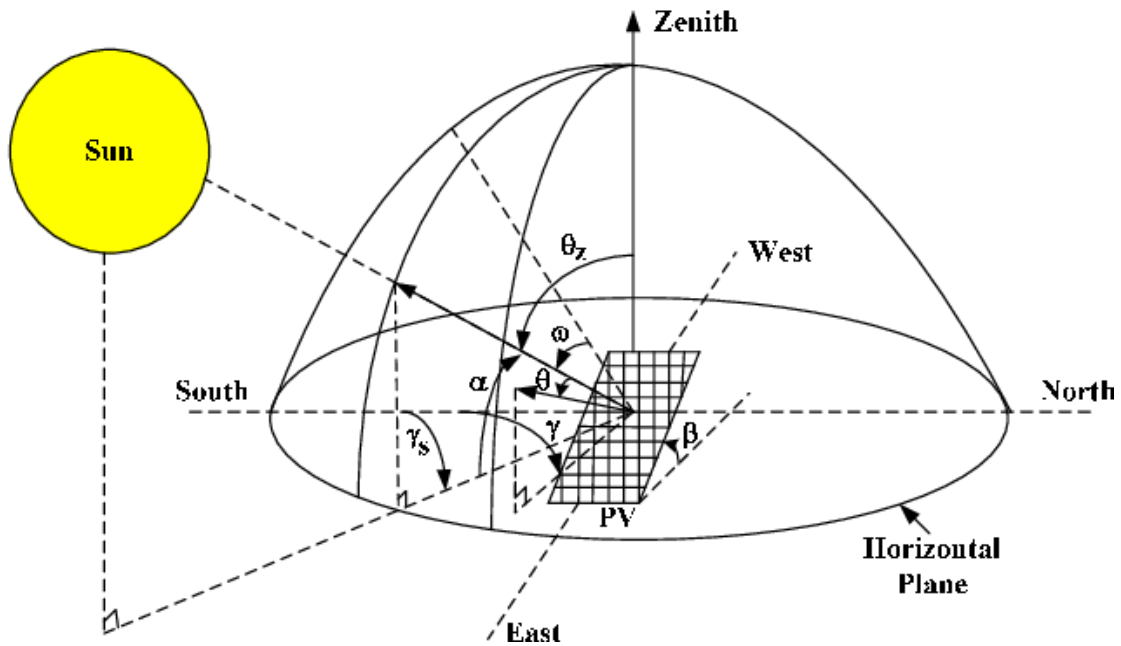 Zenith
Sun
θz
West
ω
α
θ
South
North
γs
γ
β
PV
Horizontal
Plane
East